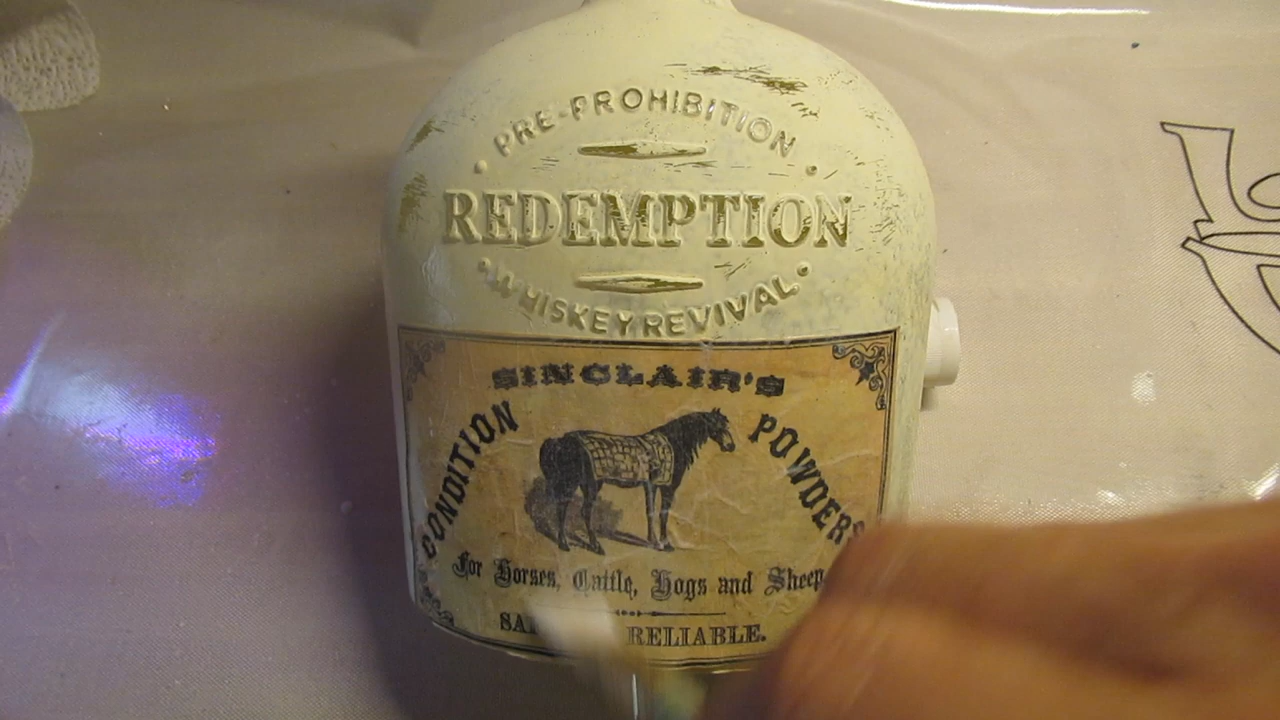 PRE-PROHIBITION
REDEMPTION
WHISKEY REVIVAL
SINCLAIR'S
CONDITION POWDERS
For Horses, Cattle, Hogs and Sheep
RELIABLE.